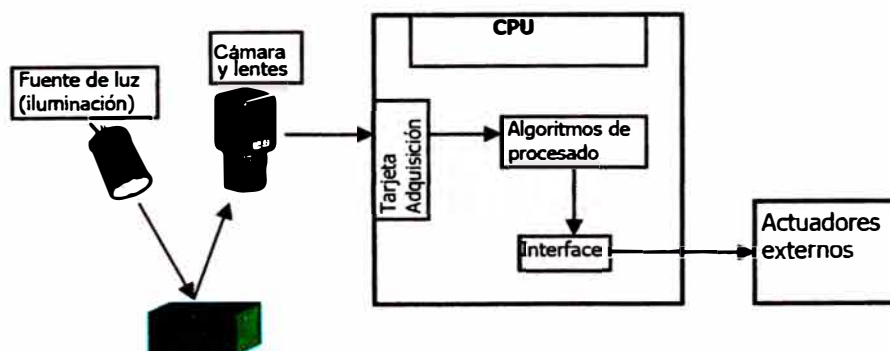 Fuente de luz
(iluminación)
Cámara
y lentes
CPU
Tarjeta
Adquisición
Algoritmos de
procesado
Interface
Actuadores
externos